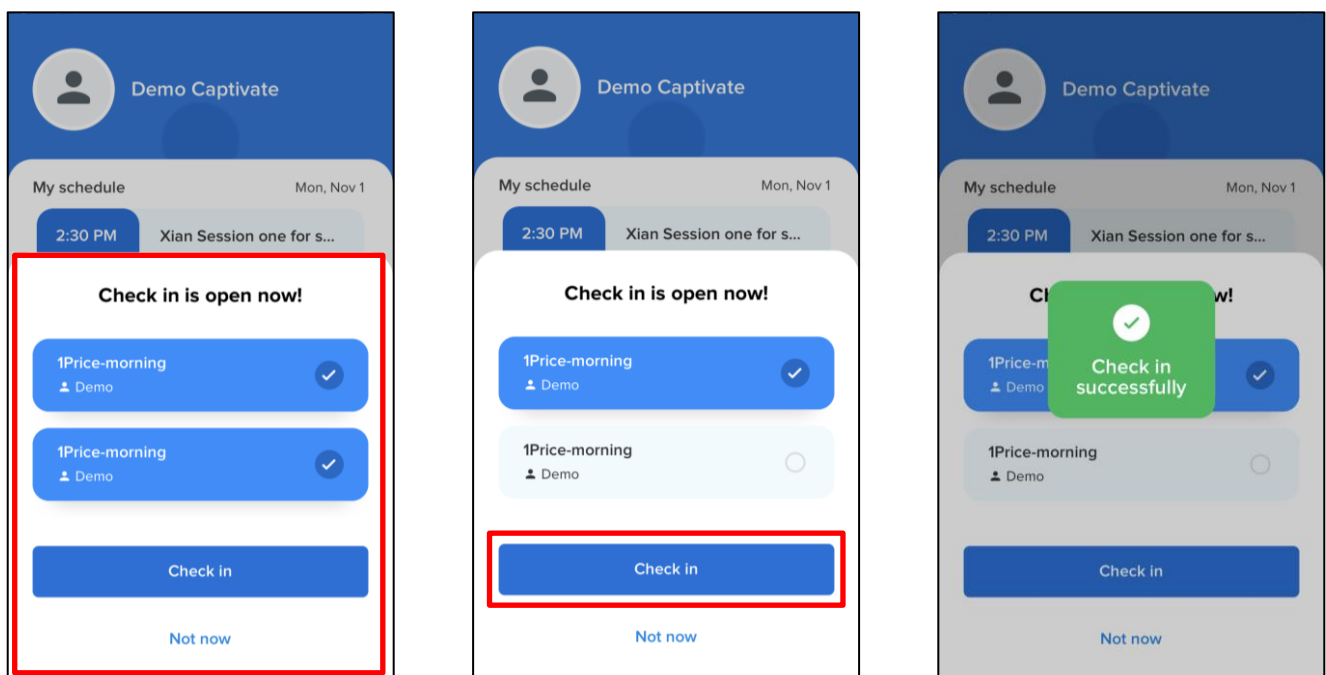 Demo Captivate
My schedule Mon, Nov 1
2:30 PM Xian Session one for s...
Check in is open now!
1Price-morning
Demo
1Price-morning
Demo
Check in
Not now
Demo Captivate
My schedule Mon, Nov 1
2:30 PM Xian Session one for s...
Check in is open now!
1Price-morning
Demo
1Price-morning
Demo
Check in
Not now
Demo Captivate
My schedule Mon, Nov 1
2:30 PM Xian Session one for s...
Check in
successfully
Demo
1Price-morning
Demo
Check in
Not now